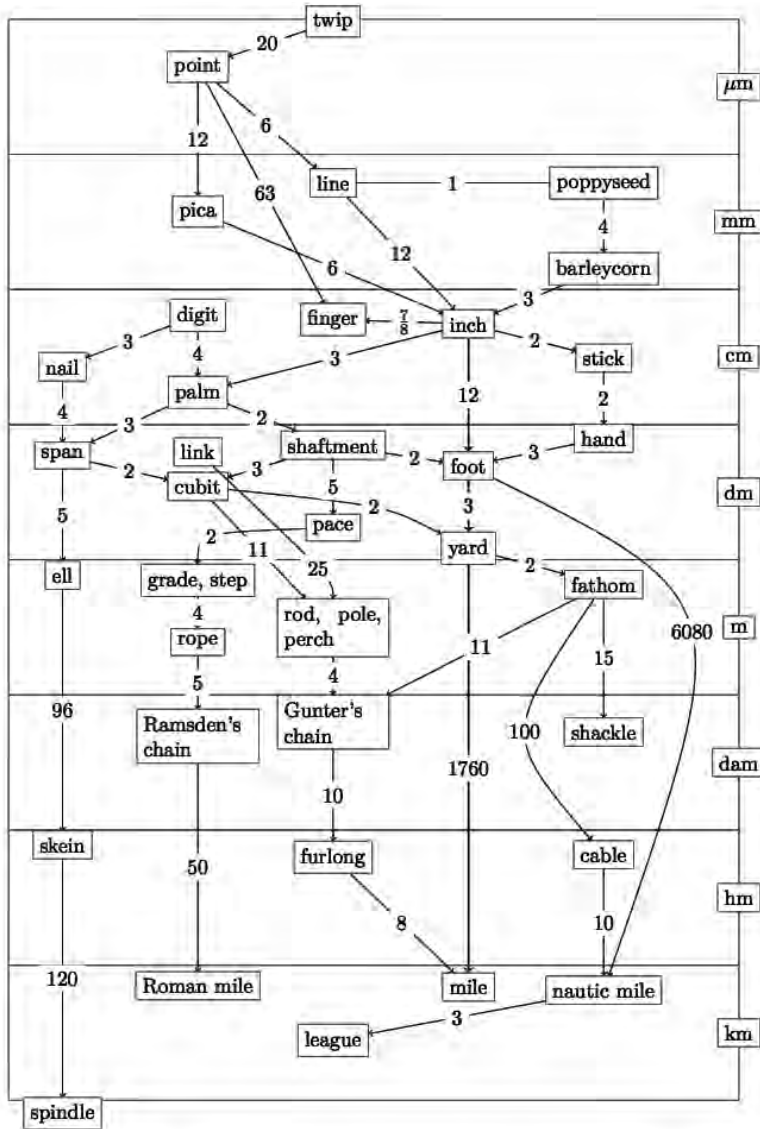 twip
20
point
μm
12
6
line
1
poppyseed
63
pica
4
mm
12
6
barleycorn
digit
3
finger
7/8
inch
3
2
nail
4
3
stick
cm
palm
12
2
4
3
2
hand
span
link
shaftment
2
3
foot
2
3
cubit
5
2
3
dm
5
pace
2
11
yard
ell
25
2
grade, step
fathom
4
rod, pole,
perch
rope
11
15
6080
m
4
5
96
Ramsden's
chain
Gunter's
chain
100
shackle
1760
dam
10
skein
furlong
cable
50
8
10
hm
120
Roman mile
mile
nautic mile
3
league
km
spindle